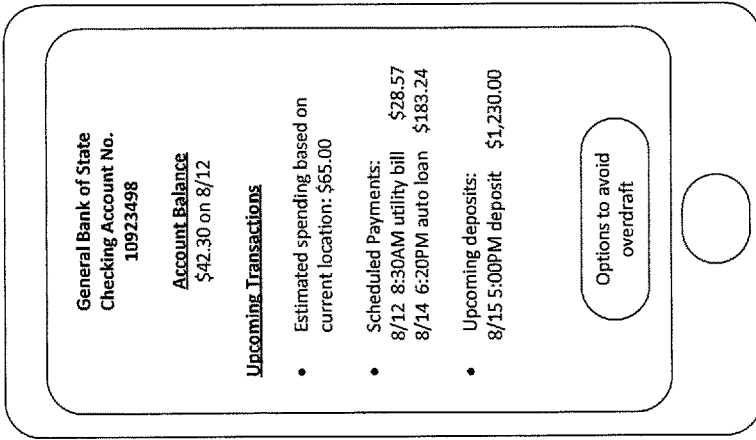 General Bank of State
Checking Account No.
10923498
Account Balance
$42.30 on 8/12
Upcoming Transactions
• Estimated spending based on
current location: $65.00
• Scheduled Payments:
8/12 8:30AM utility bill $28.57
8/14 6:20PM auto loan $183.24
• Upcoming deposits:
8/15 5:00PM deposit $1,230.00
Options to avoid
overdraft